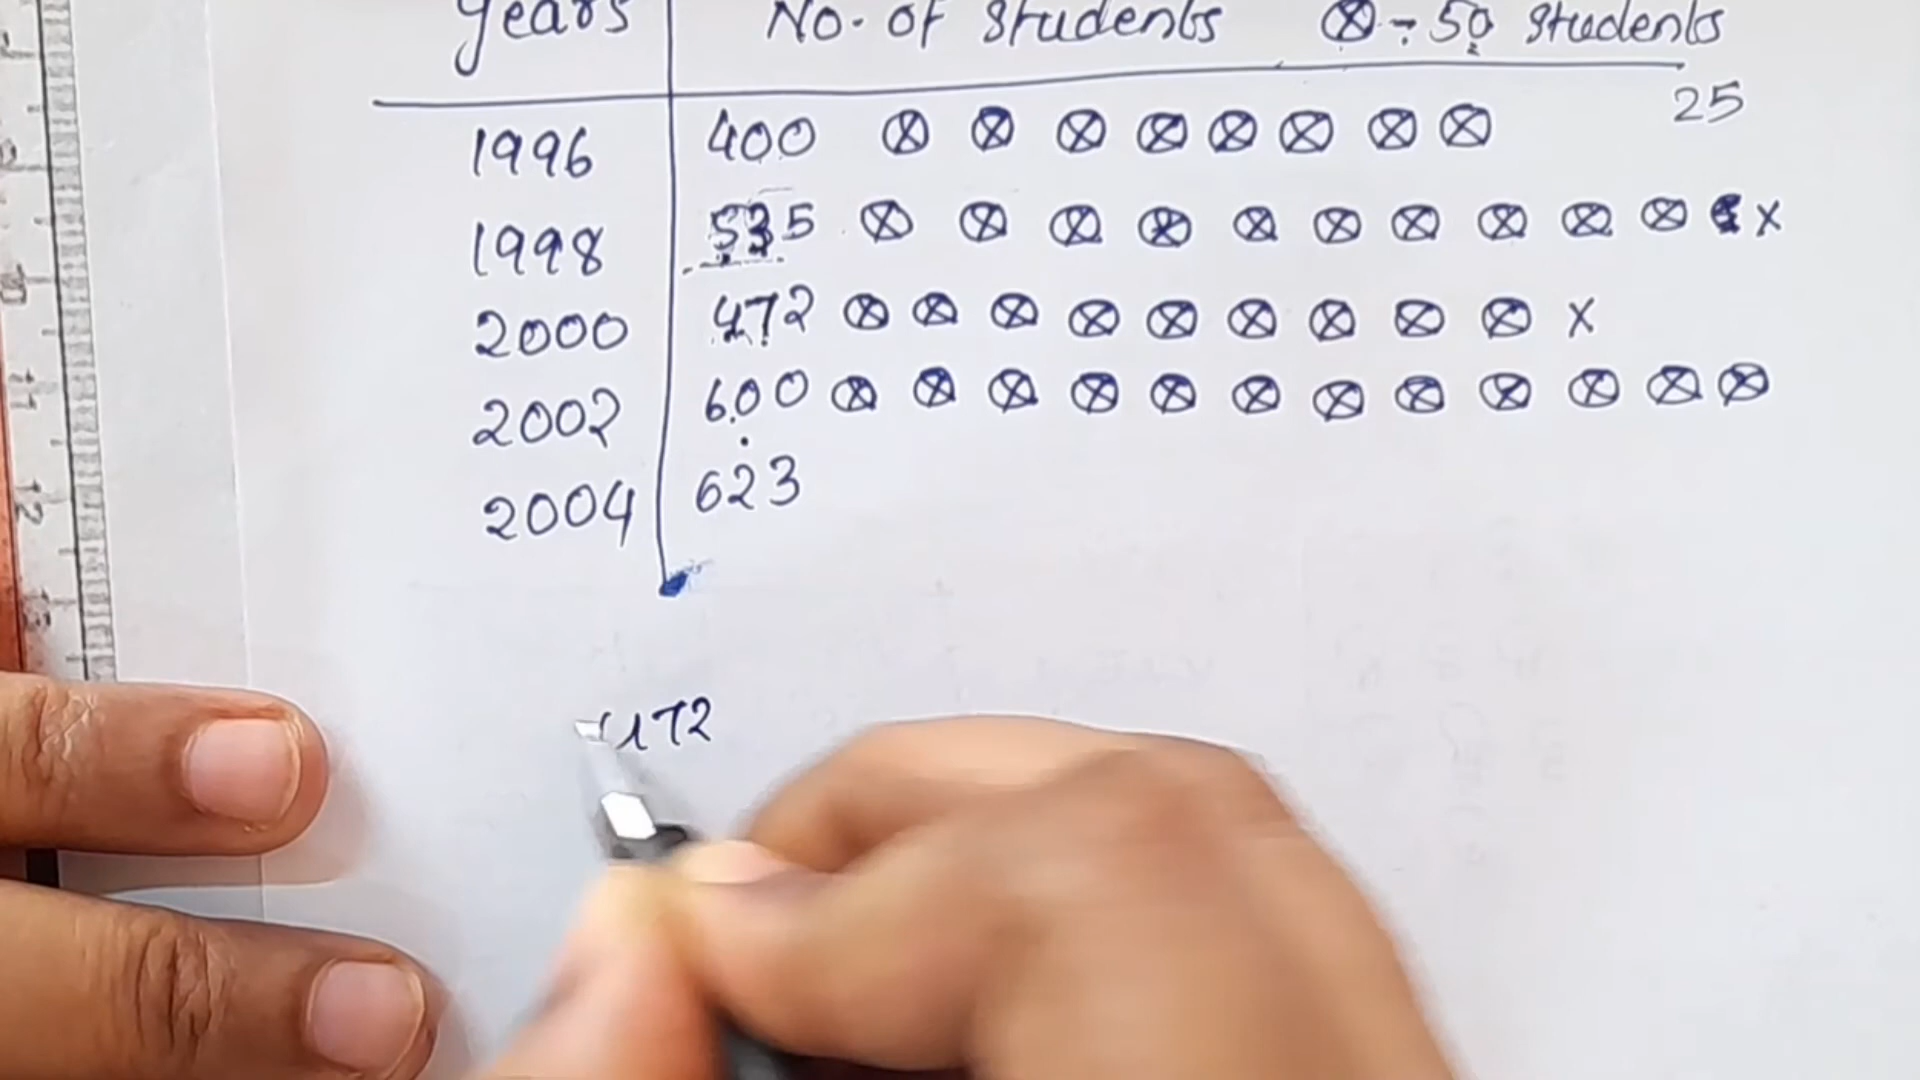 years No. of Students ⊗ - 50 students
25
1996 400 ⊗ ⊗ ⊗ ⊗ ⊗ ⊗ ⊗ ⊗
1998 535 ⊗ ⊗ ⊗ ⊗ ⊗ ⊗ ⊗ ⊗ ⊗ ⊗ x
2000 472 ⊗ ⊗ ⊗ ⊗ ⊗ ⊗ ⊗ ⊗ ⊗ x
2002 600 ⊗ ⊗ ⊗ ⊗ ⊗ ⊗ ⊗ ⊗ ⊗ ⊗ ⊗ ⊗
2004 623
472